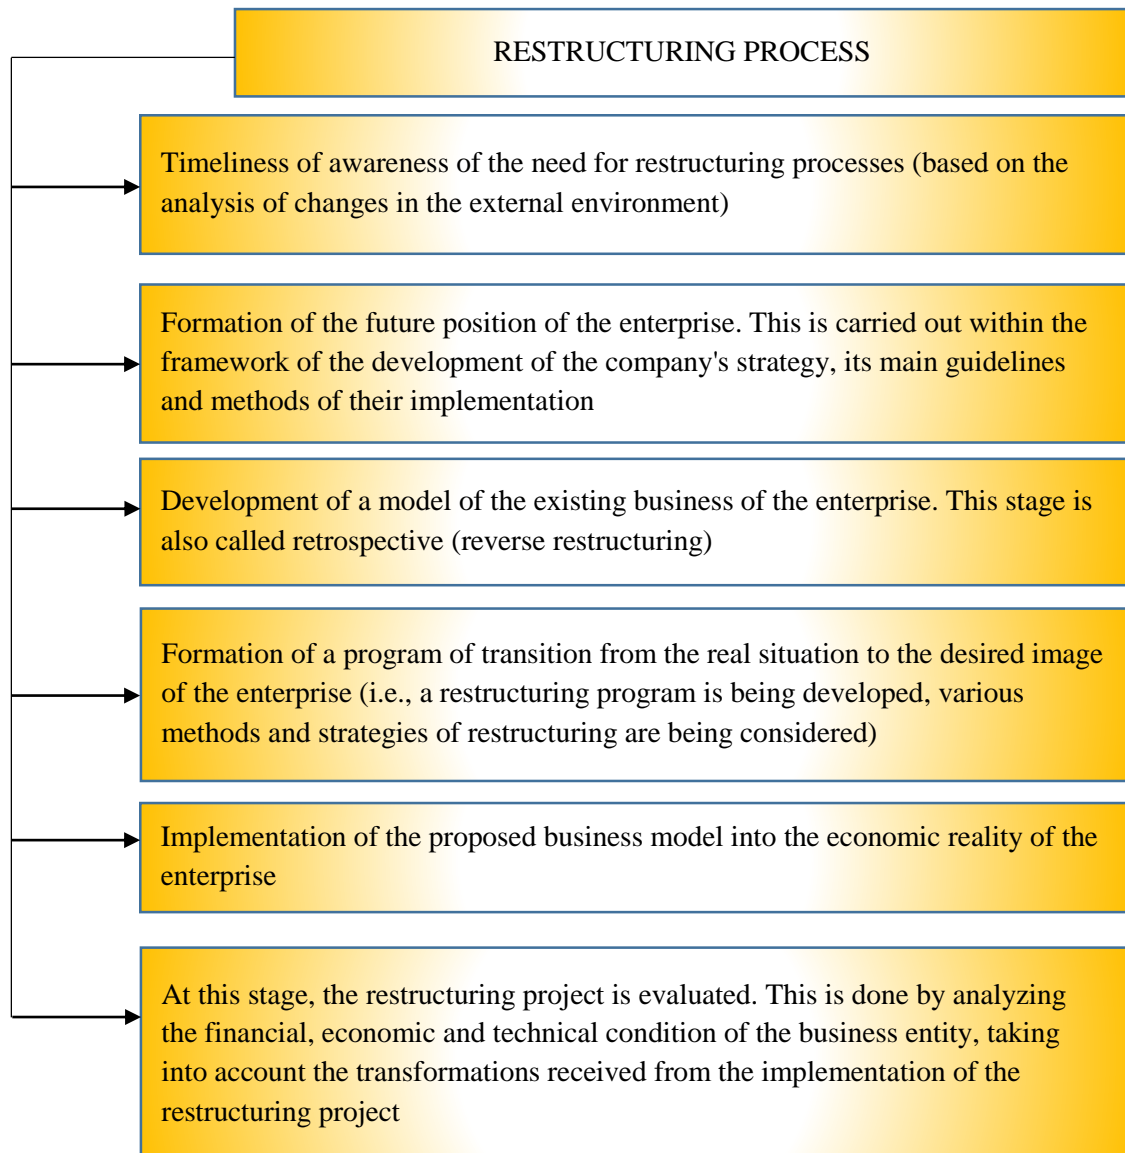 RESTRUCTURING PROCESS
Timeliness of awareness of the need for restructuring processes (based on the
analysis of changes in the external environment)
Formation of the future position of the enterprise. This is carried out within the
framework of the development of the company's strategy, its main guidelines
and methods of their implementation
Development of a model of the existing business of the enterprise. This stage is
also called retrospective (reverse restructuring)
Formation of a program of transition from the real situation to the desired image
of the enterprise (i.e., a restructuring program is being developed, various
methods and strategies of restructuring are being considered)
Implementation of the proposed business model into the economic reality of the
enterprise
At this stage, the restructuring project is evaluated. This is done by analyzing
the financial, economic and technical condition of the business entity, taking
into account the transformations received from the implementation of the
restructuring project